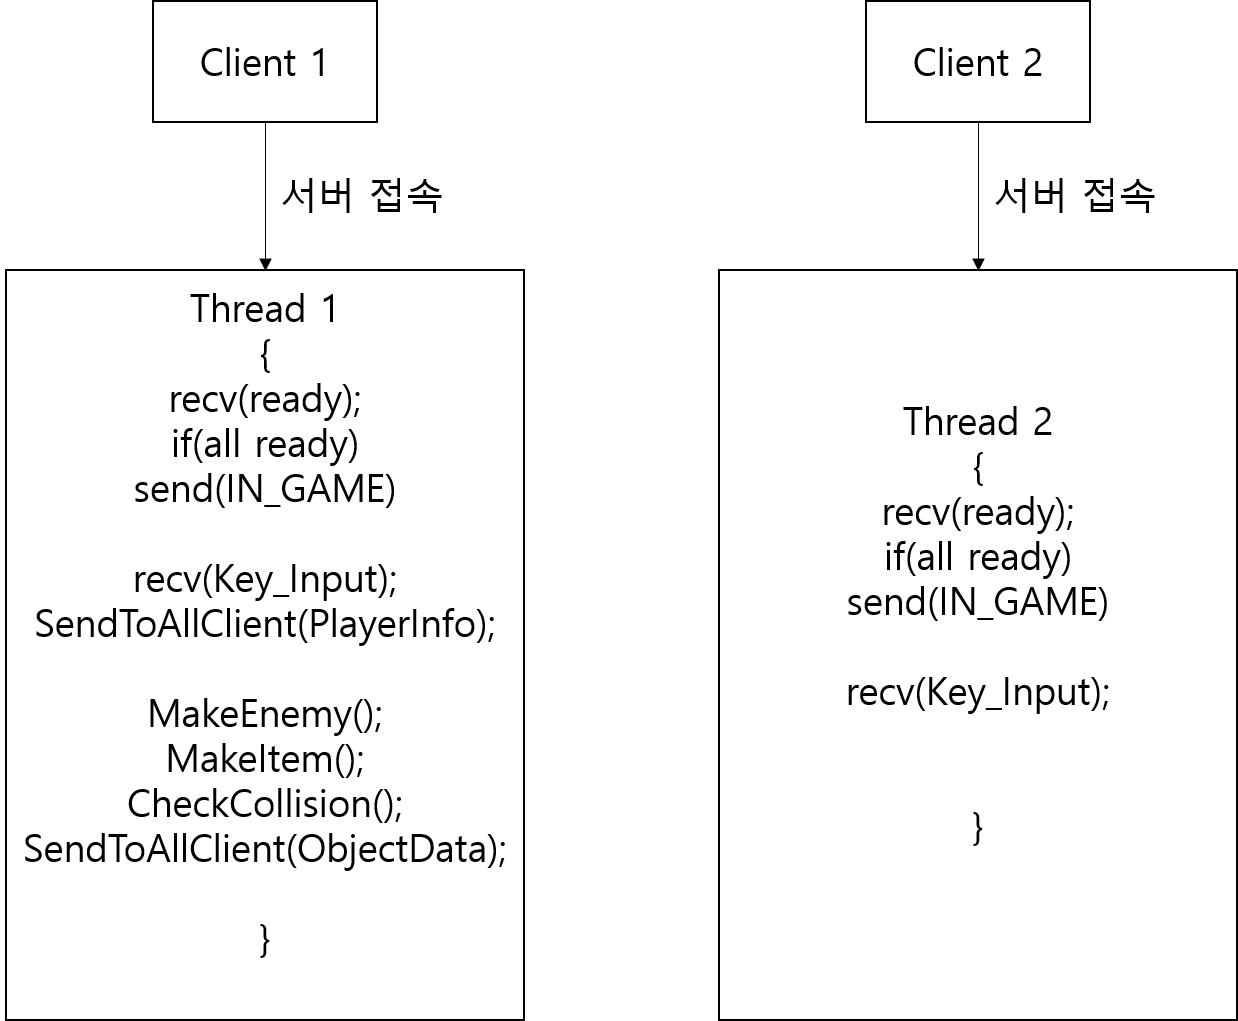 Client 1
서버 접속
Thread 1
{
recv(ready);
if(all ready)
send(IN_GAME)
recv(Key_Input);
SendToAllClient(PlayerInfo);
MakeEnemy();
MakeItem();
CheckCollision();
SendToAllClient(ObjectData);
}
Client 2
서버 접속
Thread 2
{
recv(ready);
if(all ready)
send(IN_GAME)
recv(Key_Input);
}